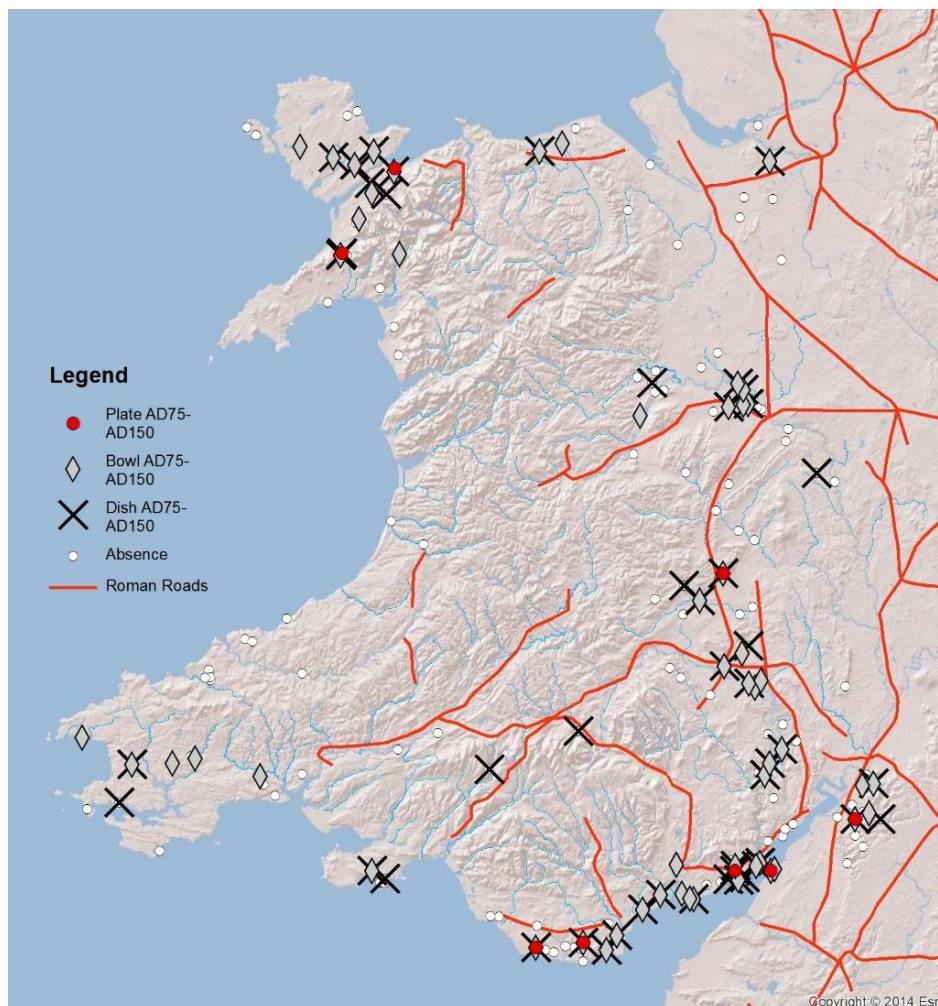 Legend
Plate AD75-
AD150
Bowl AD75-
AD150
Dish AD75-
AD150
Absence
Roman Roads
Copyright:© 2014 Esr